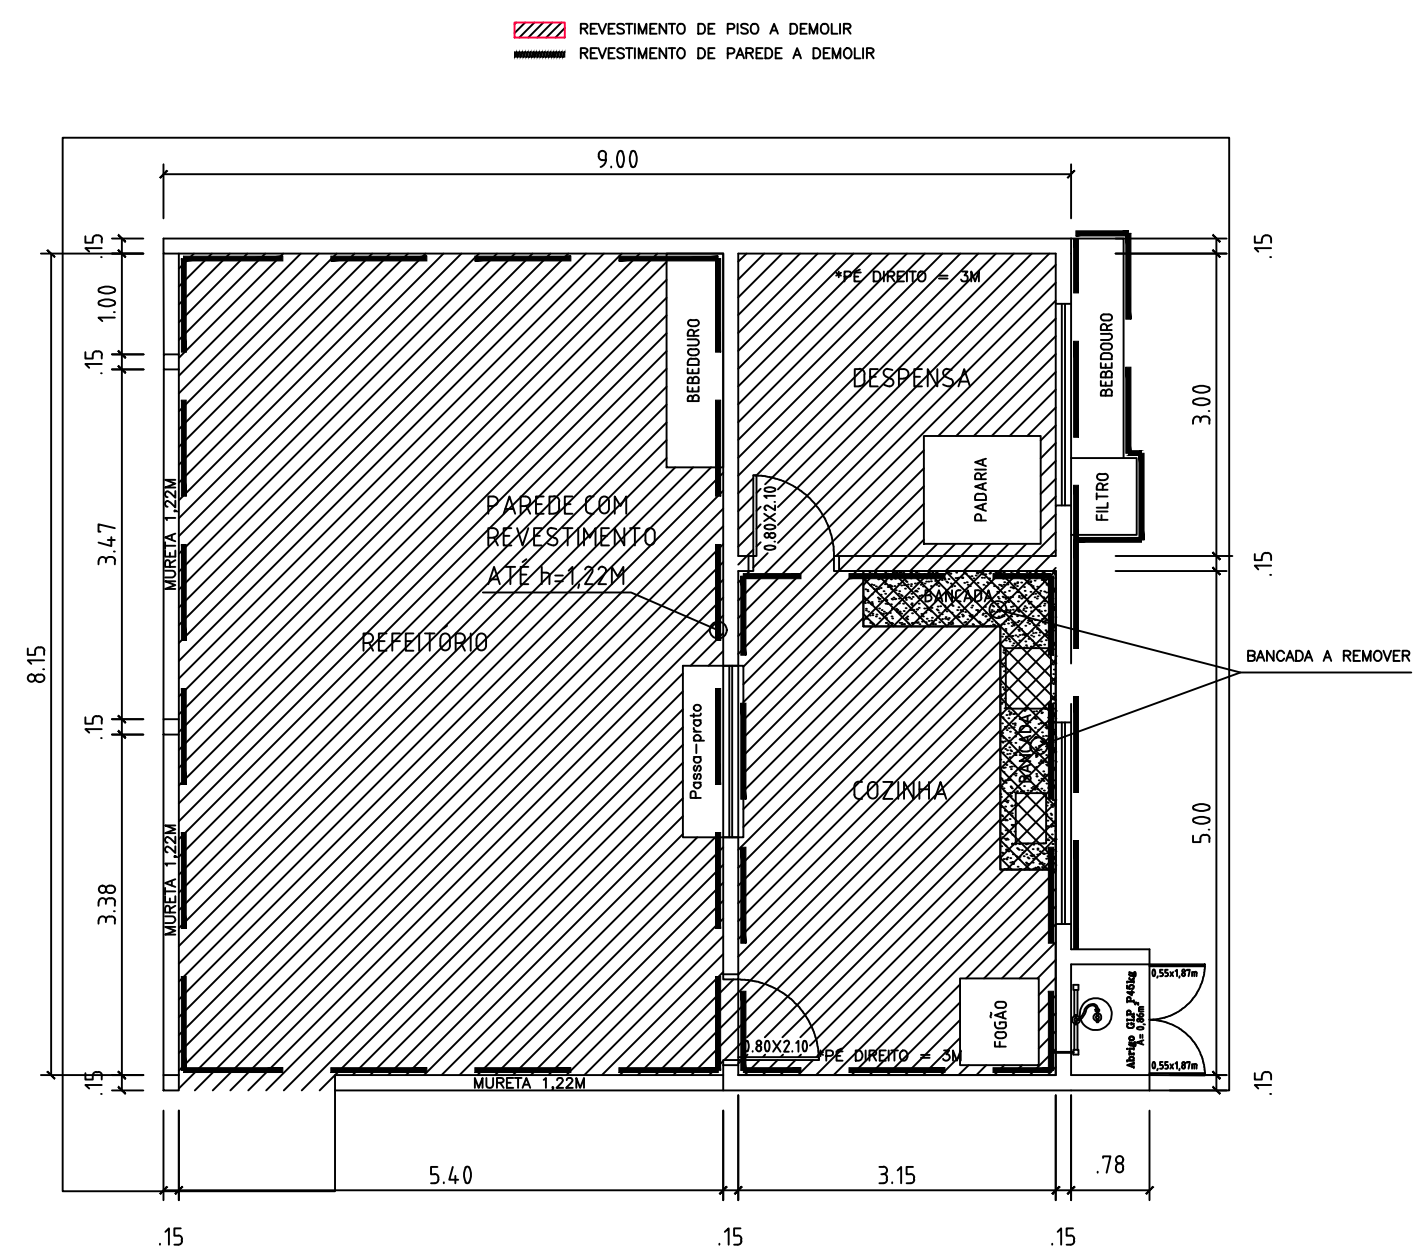 REVESTIMENTO DE PISO A DEMOLIR
REVESTIMENTO DE PAREDE A DEMOLIR
9.00
.15
.15
1.00
*PÉ DIREITO = 3M
BEBEDOURO
BEBEDOURO
.15
DESPENSA
3.00
PADARIA
FILTRO
MURETA 1,22M
PAREDE COM
REVESTIMENTO
ATÉ h=1,22M
0.80X2.10
3.47
.15
BANCADA
REFEITORIO
8.15
BANCADA A REMOVER
.15
Passa-prato
BANCADA
COZINHA
5.00
MURETA 1,22M
3.38
0,55x1,87m
Abrigo GLP P45kg
A= 0,86m²
FOGÃO
0.80X2.10
*PÉ DIREITO = 3M
0,55x1,87m
.15
MURETA 1,22M
.15
5.40
3.15
.78
.15
.15
.15